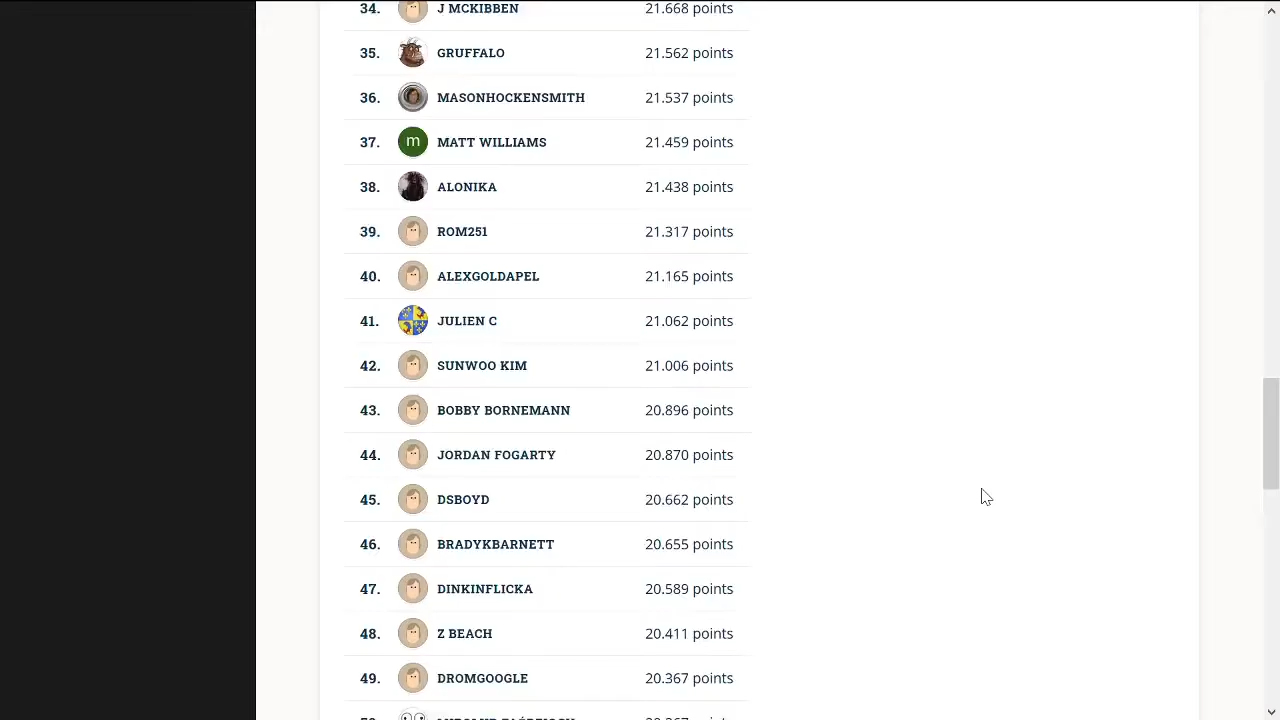 34. J MCKIBBEN 21.668 points
35. GRUFFALO 21.562 points
36. MASONHOCKENSMITH 21.537 points
37. m MATT WILLIAMS 21.459 points
38. ALONIKA 21.438 points
39. ROM251 21.317 points
40. ALEXGOLDAPEL 21.165 points
41. JULIEN C 21.062 points
42. SUNWOO KIM 21.006 points
43. BOBBY BORNEMANN 20.896 points
44. JORDAN FOGARTY 20.870 points
45. DSBOYD 20.662 points
46. BRADYKBARNETT 20.655 points
47. DINKINFLICKA 20.589 points
48. Z BEACH 20.411 points
49. DROMGOOGLE 20.367 points